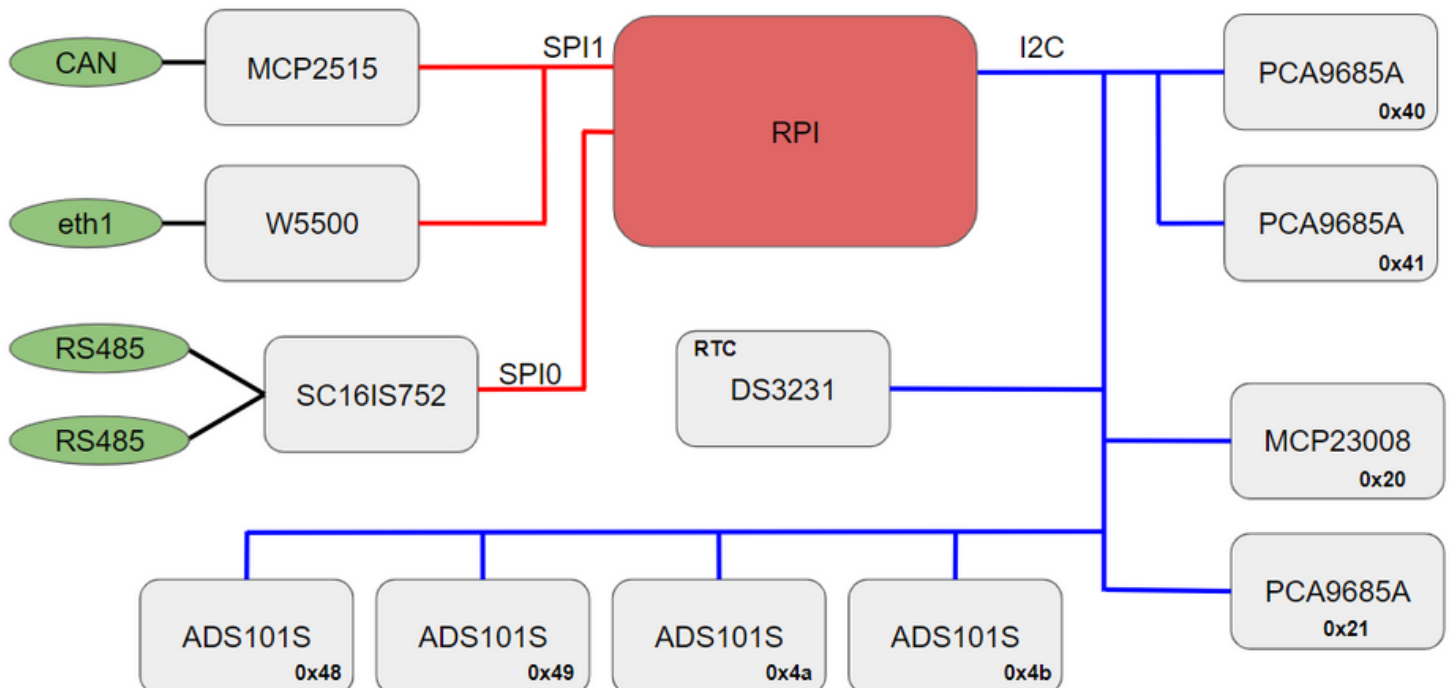 CAN
MCP2515
SPI1
RPI
I2C
PCA9685A
0x40
eth1
W5500
PCA9685A
0x41
RS485
RS485
SC16IS752
SPI0
RTC
DS3231
MCP23008
0x20
PCA9685A
0x21
ADS101S
0x48
ADS101S
0x49
ADS101S
0x4a
ADS101S
0x4b